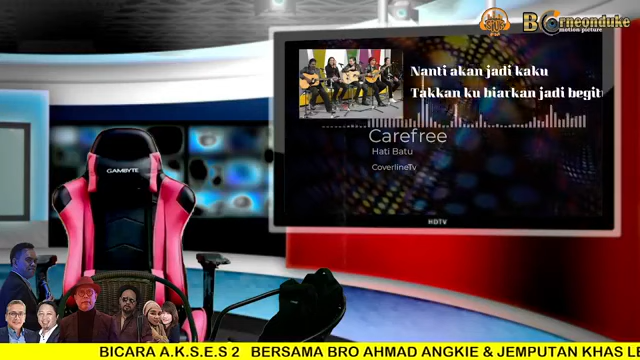 Borneonduke
motion picture
Nanti akan jadi kaku
Takkan ku biarkan jadi begit
Carefree
Hati Batu
CoverlineTv
HDTV
GAMBYTE
BICARA A.K.S.E.S 2 BERSAMA BRO AHMAD ANGKIE & JEMPUTAN KHAS LE